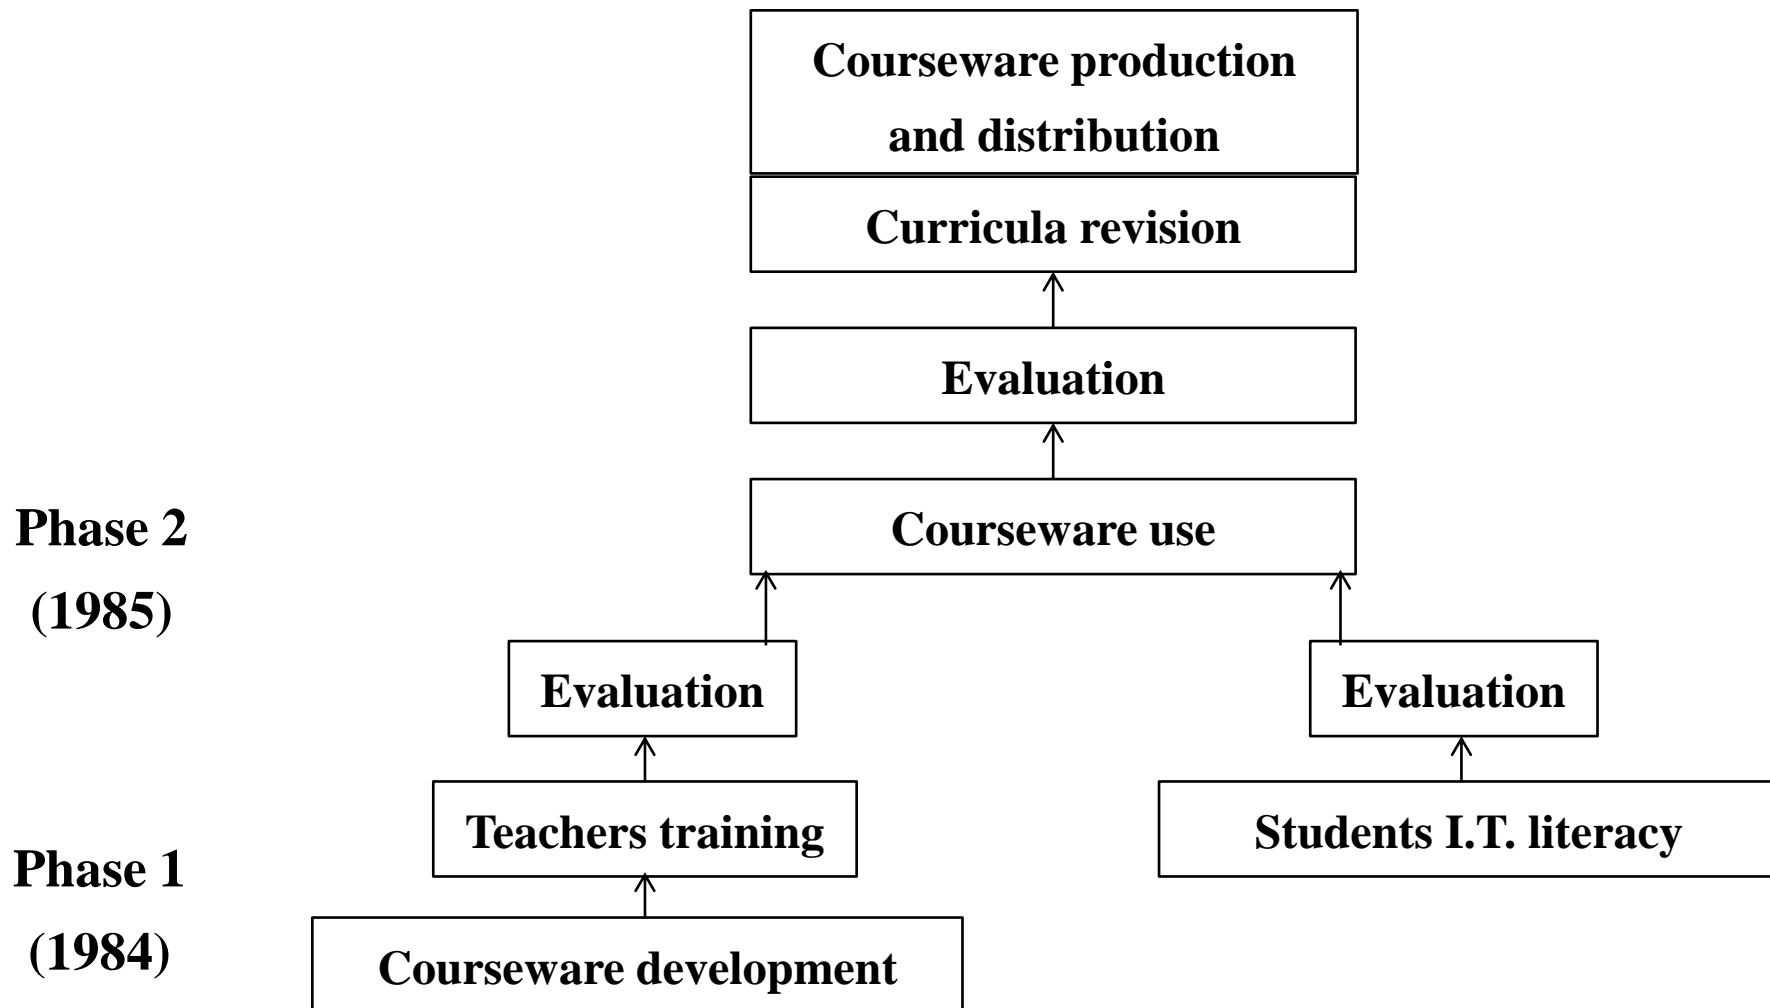 Courseware production
and distribution
Curricula revision
Evaluation
Courseware use
Phase 2
(1985)
Evaluation
Evaluation
Teachers training
Students I.T. literacy
Phase 1
(1984)
Courseware development